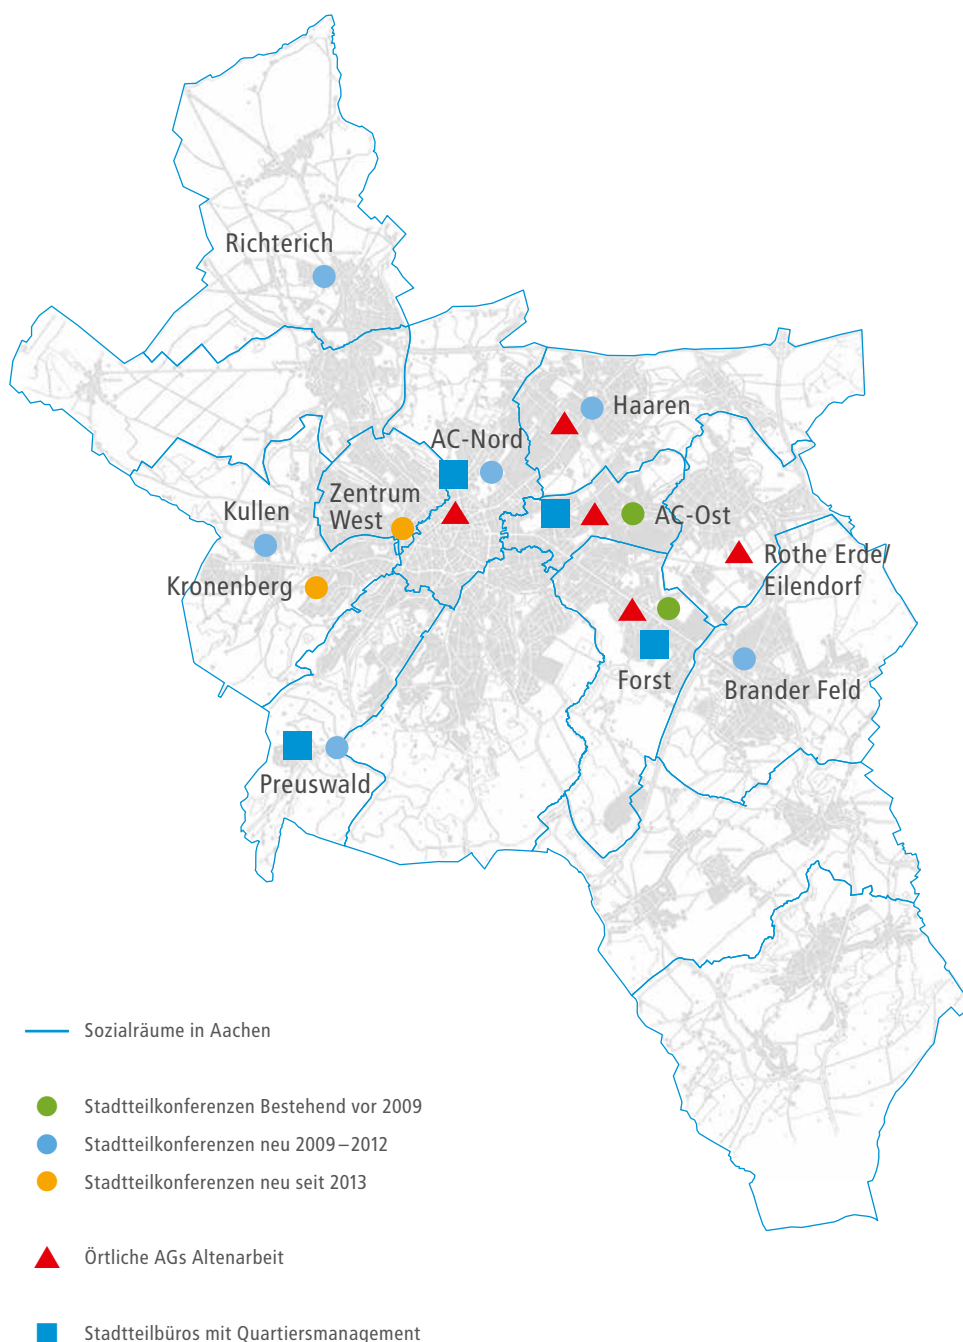 Richterich
Haaren
AC-Nord
Zentrum
West
Kullen
AC-Ost
Rothe Erde/
Eilendorf
Kronenberg
Forst
Brander Feld
Preuswald
Sozialräume in Aachen
Stadtteilkonferenzen Bestehend vor 2009
Stadtteilkonferenzen neu 2009–2012
Stadtteilkonferenzen neu seit 2013
Örtliche AGs Altenarbeit
Stadtteilbüros mit Quartiersmanagement